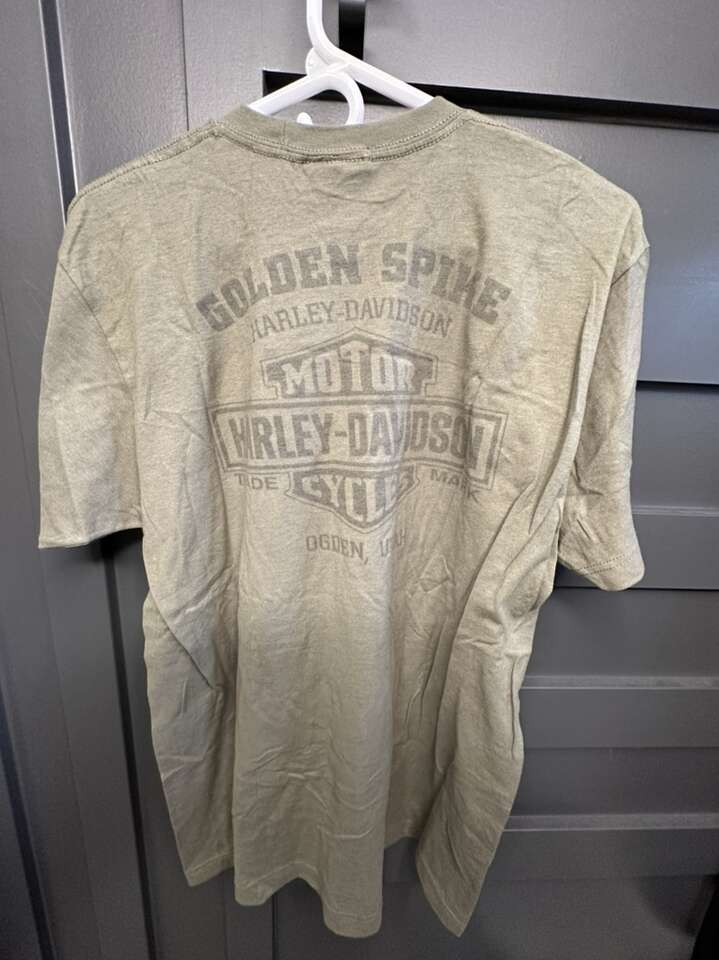 GOLDEN SPIKE
HARLEY-DAVIDSON
MOTOR
HARLEY-DAVIDSON
TRADE MARK
CYCLES
OGDEN, UTAH